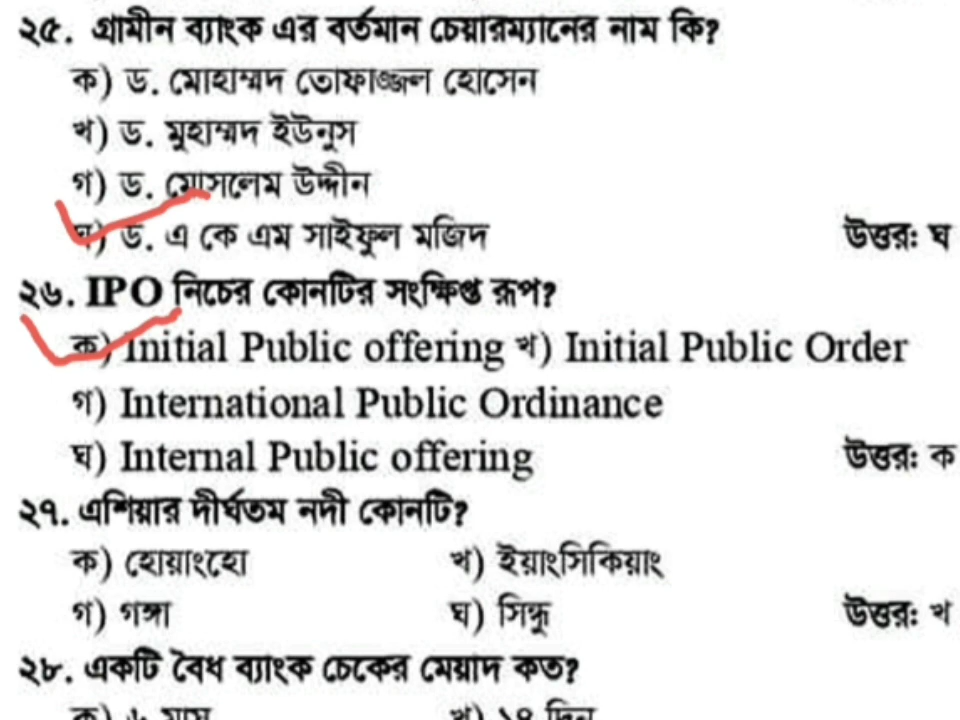 ২৫. গ্রামীন ব্যাংক এর বর্তমান চেয়ারম্যানের নাম কি?
ক) ড. মোহাম্মদ তোফাজ্জল হোসেন
খ) ড. মুহাম্মদ ইউনুস
গ) ড. মোসলেম উদ্দীন
ঘ) ড. এ কে এম সাইফুল মজিদ উত্তর: ঘ
২৬. IPO নিচের কোনটির সংক্ষিপ্ত রূপ?
ক) Initial Public offering খ) Initial Public Order
গ) International Public Ordinance
ঘ) Internal Public offering উত্তর: ক
২৭. এশিয়ার দীর্ঘতম নদী কোনটি?
ক) হোয়াংহো খ) ইয়াংসিকিয়াং
গ) গঙ্গা ঘ) সিন্ধু উত্তর: খ
২৮. একটি বৈধ ব্যাংক চেকের মেয়াদ কত?
ক) ৬ মাস খ) ১৪ দিন